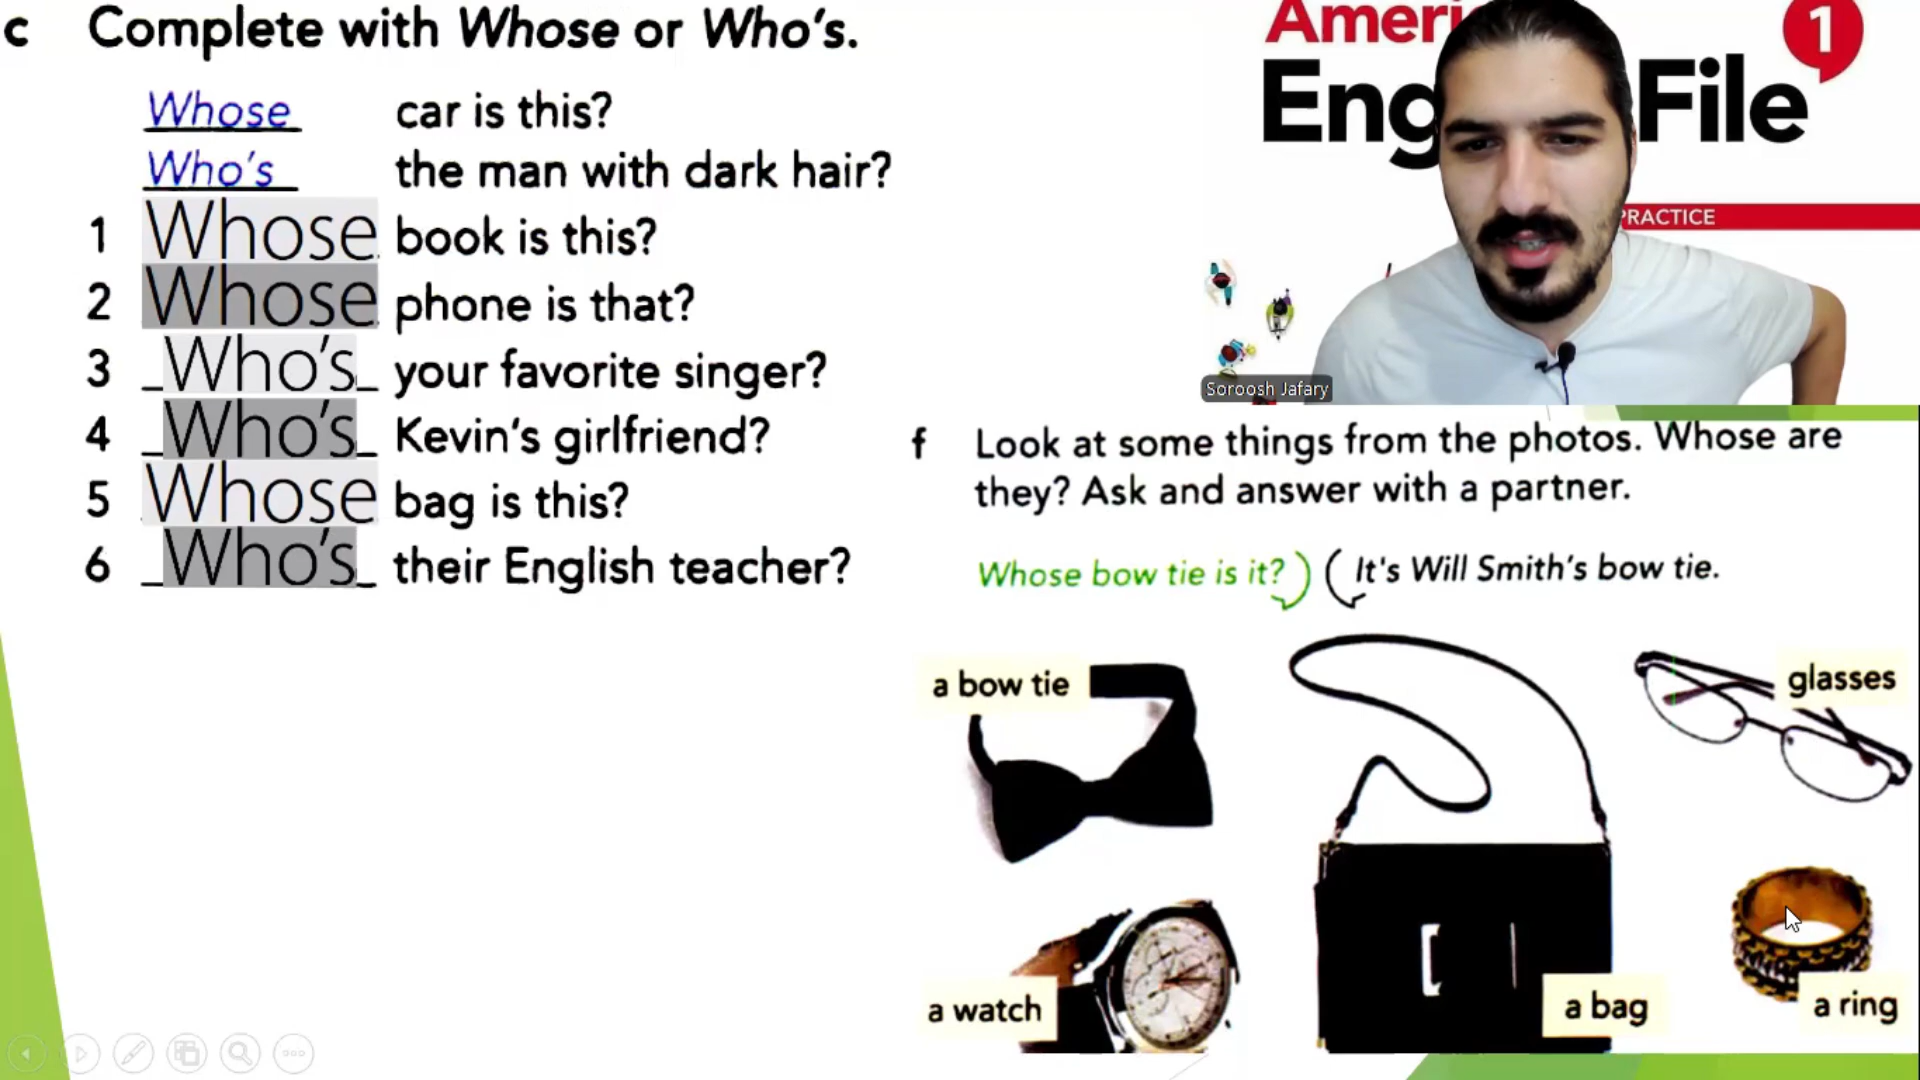 c Complete with Whose or Who's.
Whose car is this?
Who's the man with dark hair?
1 Whose book is this?
2 Whose phone is that?
3 Who's your favorite singer?
4 Who's Kevin's girlfriend?
5 Whose bag is this?
6 Who's their English teacher?
1
File
PRACTICE
Soroosh Jafary
f Look at some things from the photos. Whose are
they? Ask and answer with a partner.
Whose bow tie is it? It's Will Smith's bow tie.
a bow tie
glasses
a watch
a bag
a ring